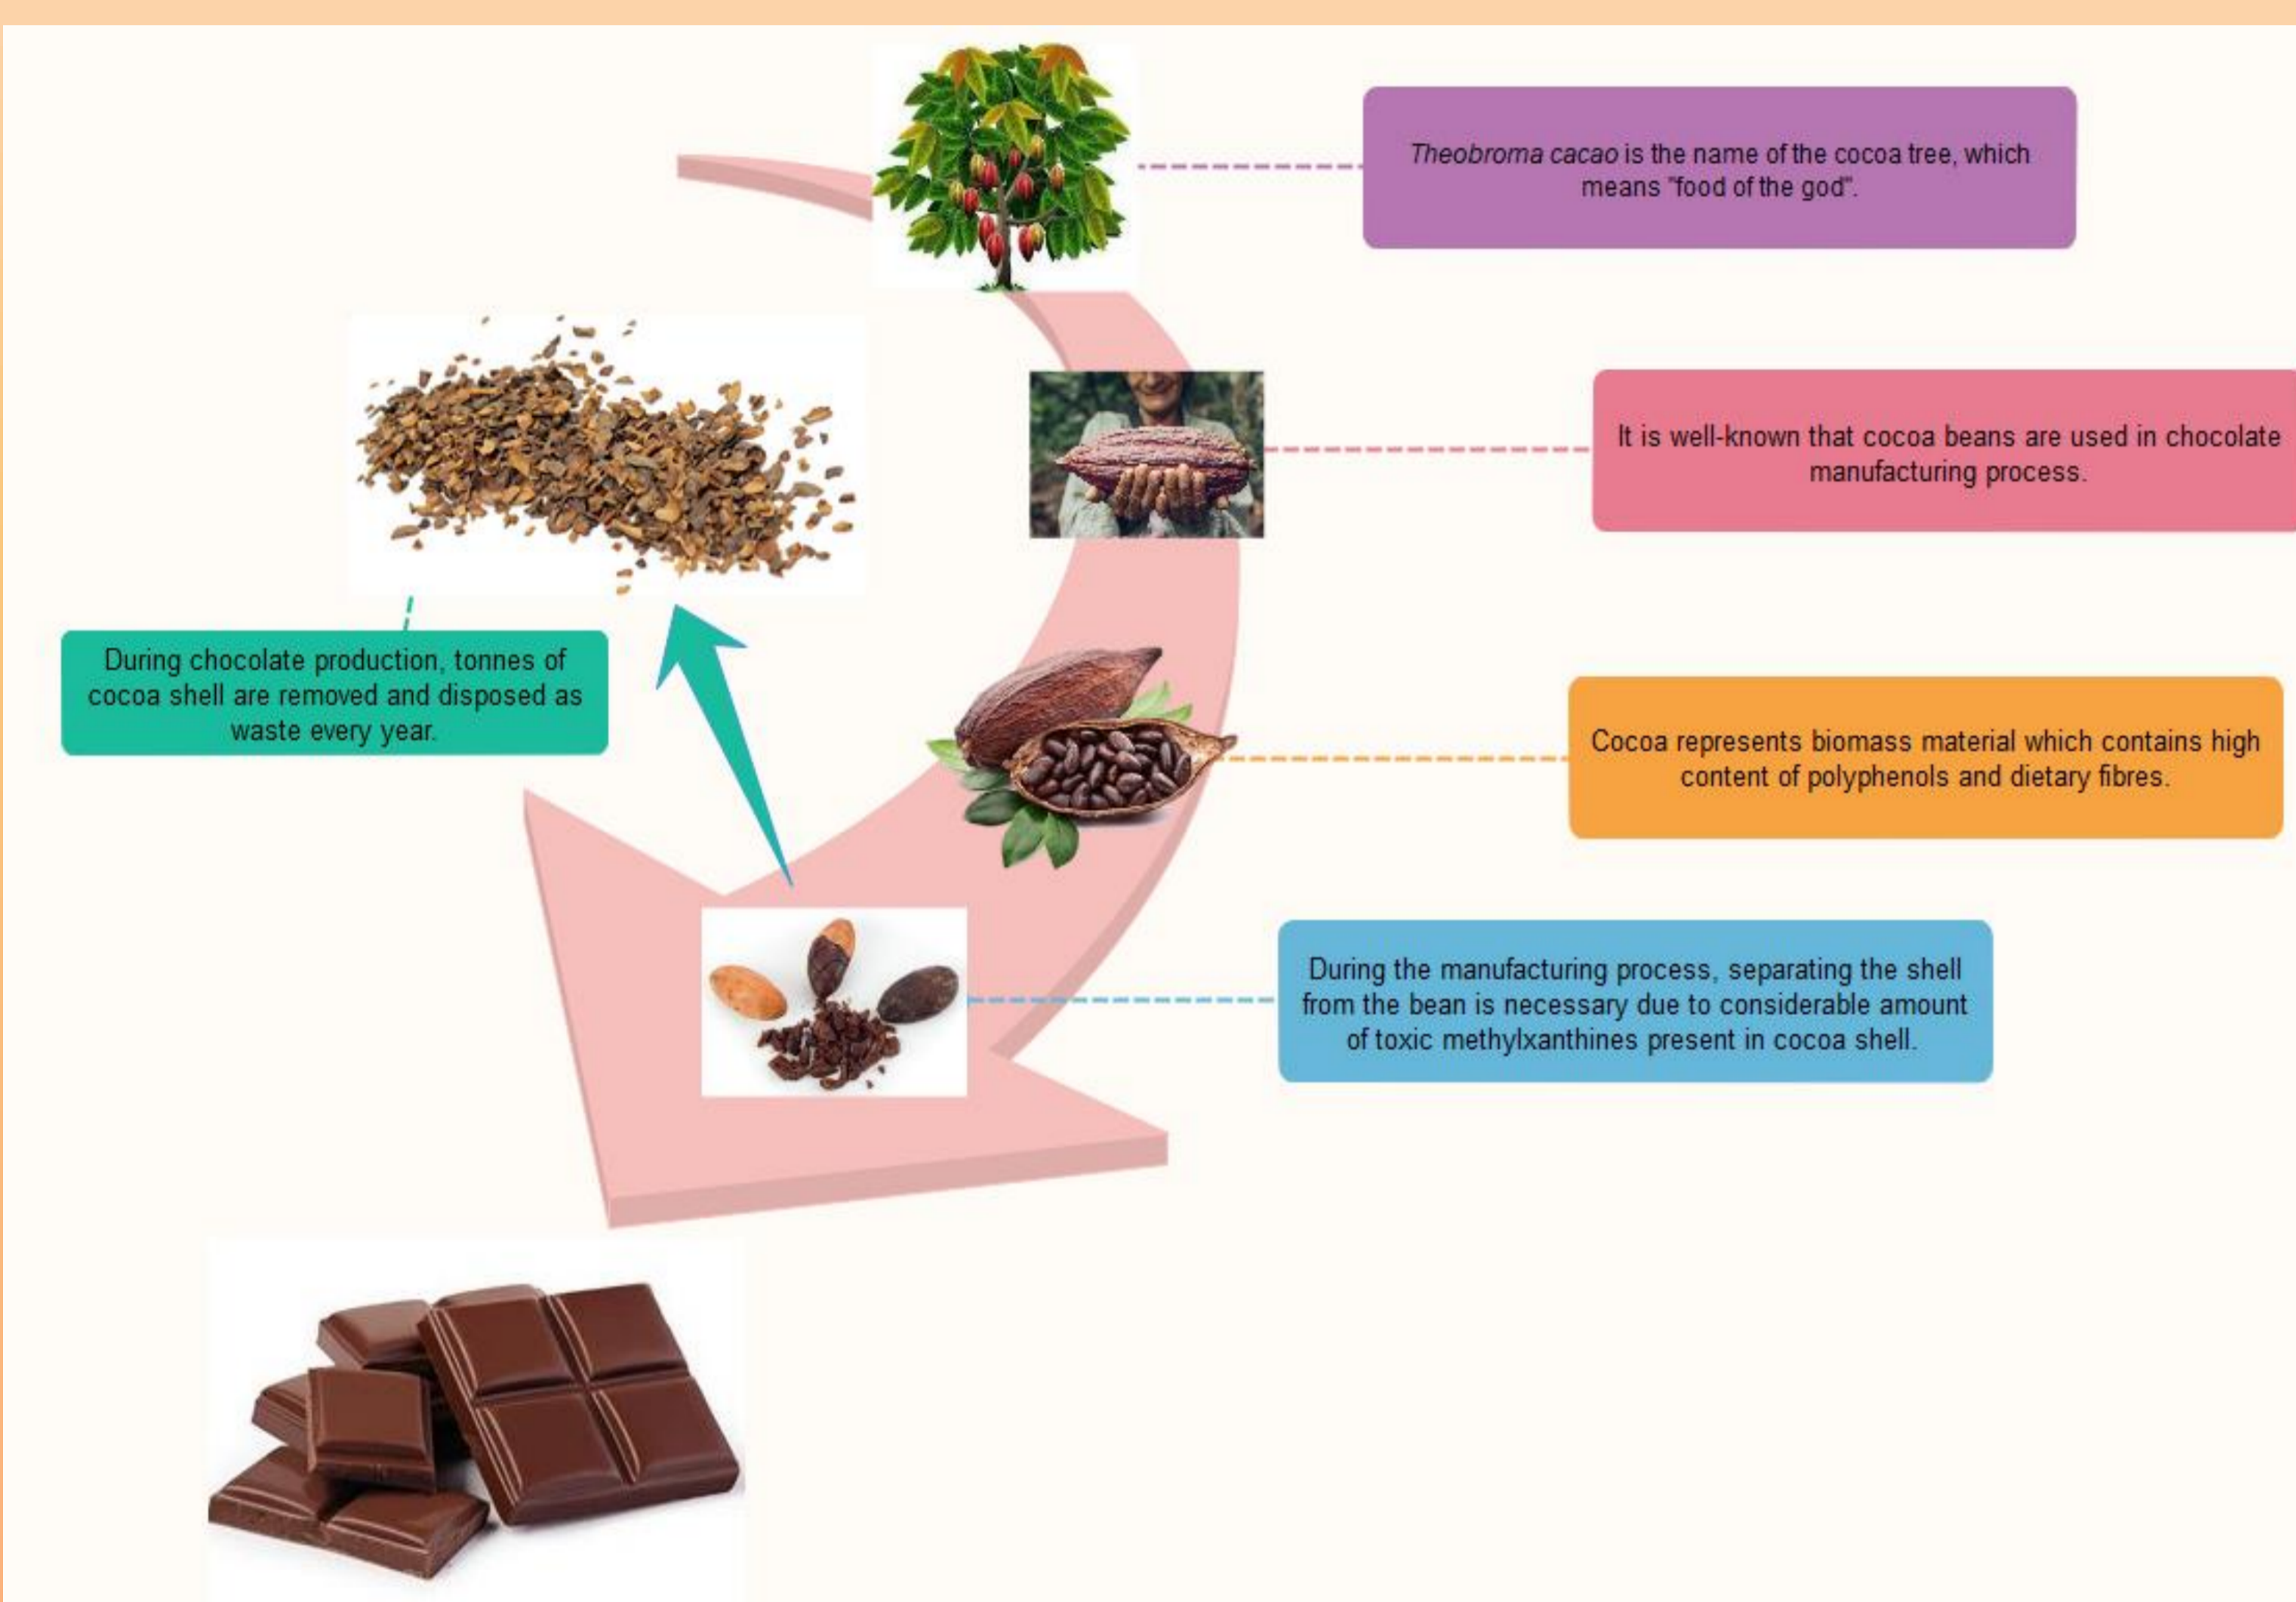 Theobroma cacao is the name of the cocoa tree, which
means "food of the god".
It is well-known that cocoa beans are used in chocolate
manufacturing process.
During chocolate production, tonnes of
cocoa shell are removed and disposed as
waste every year.
Cocoa represents biomass material which contains high
content of polyphenols and dietary fibres.
During the manufacturing process, separating the shell
from the bean is necessary due to considerable amount
of toxic methylxanthines present in cocoa shell.